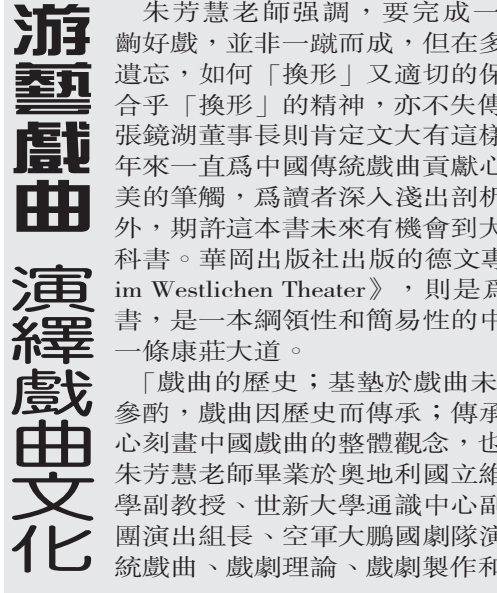 游藝戲曲 演繹戲曲文化
朱芳慧老師强調，要完成一
齣好戲，並非一蹴而成，但在多
遺忘，如何「換形」又適切的保
合乎「換形」的精神，亦不失傳
張鏡湖董事長則肯定文大有這樣
年來一直爲中國傳統戲曲貢獻心
美的筆觸，爲讀者深入淺出剖析
外，期許這本書未來有機會到大
科書。華岡出版社出版的德文專
im Westlichen Theater》，則是爲
書，是一本綱領性和簡易性的中
一條康莊大道。
「戲曲的歷史；基墊於戲曲未
參酌，戲曲因歷史而傳承；傳承
心刻畫中國戲曲的整體觀念，也
朱芳慧老師畢業於奧地利國立維
學副教授、世新大學通識中心副
團演出組長、空軍大鵬國劇隊演
統戲曲、戲劇理論、戲劇製作和